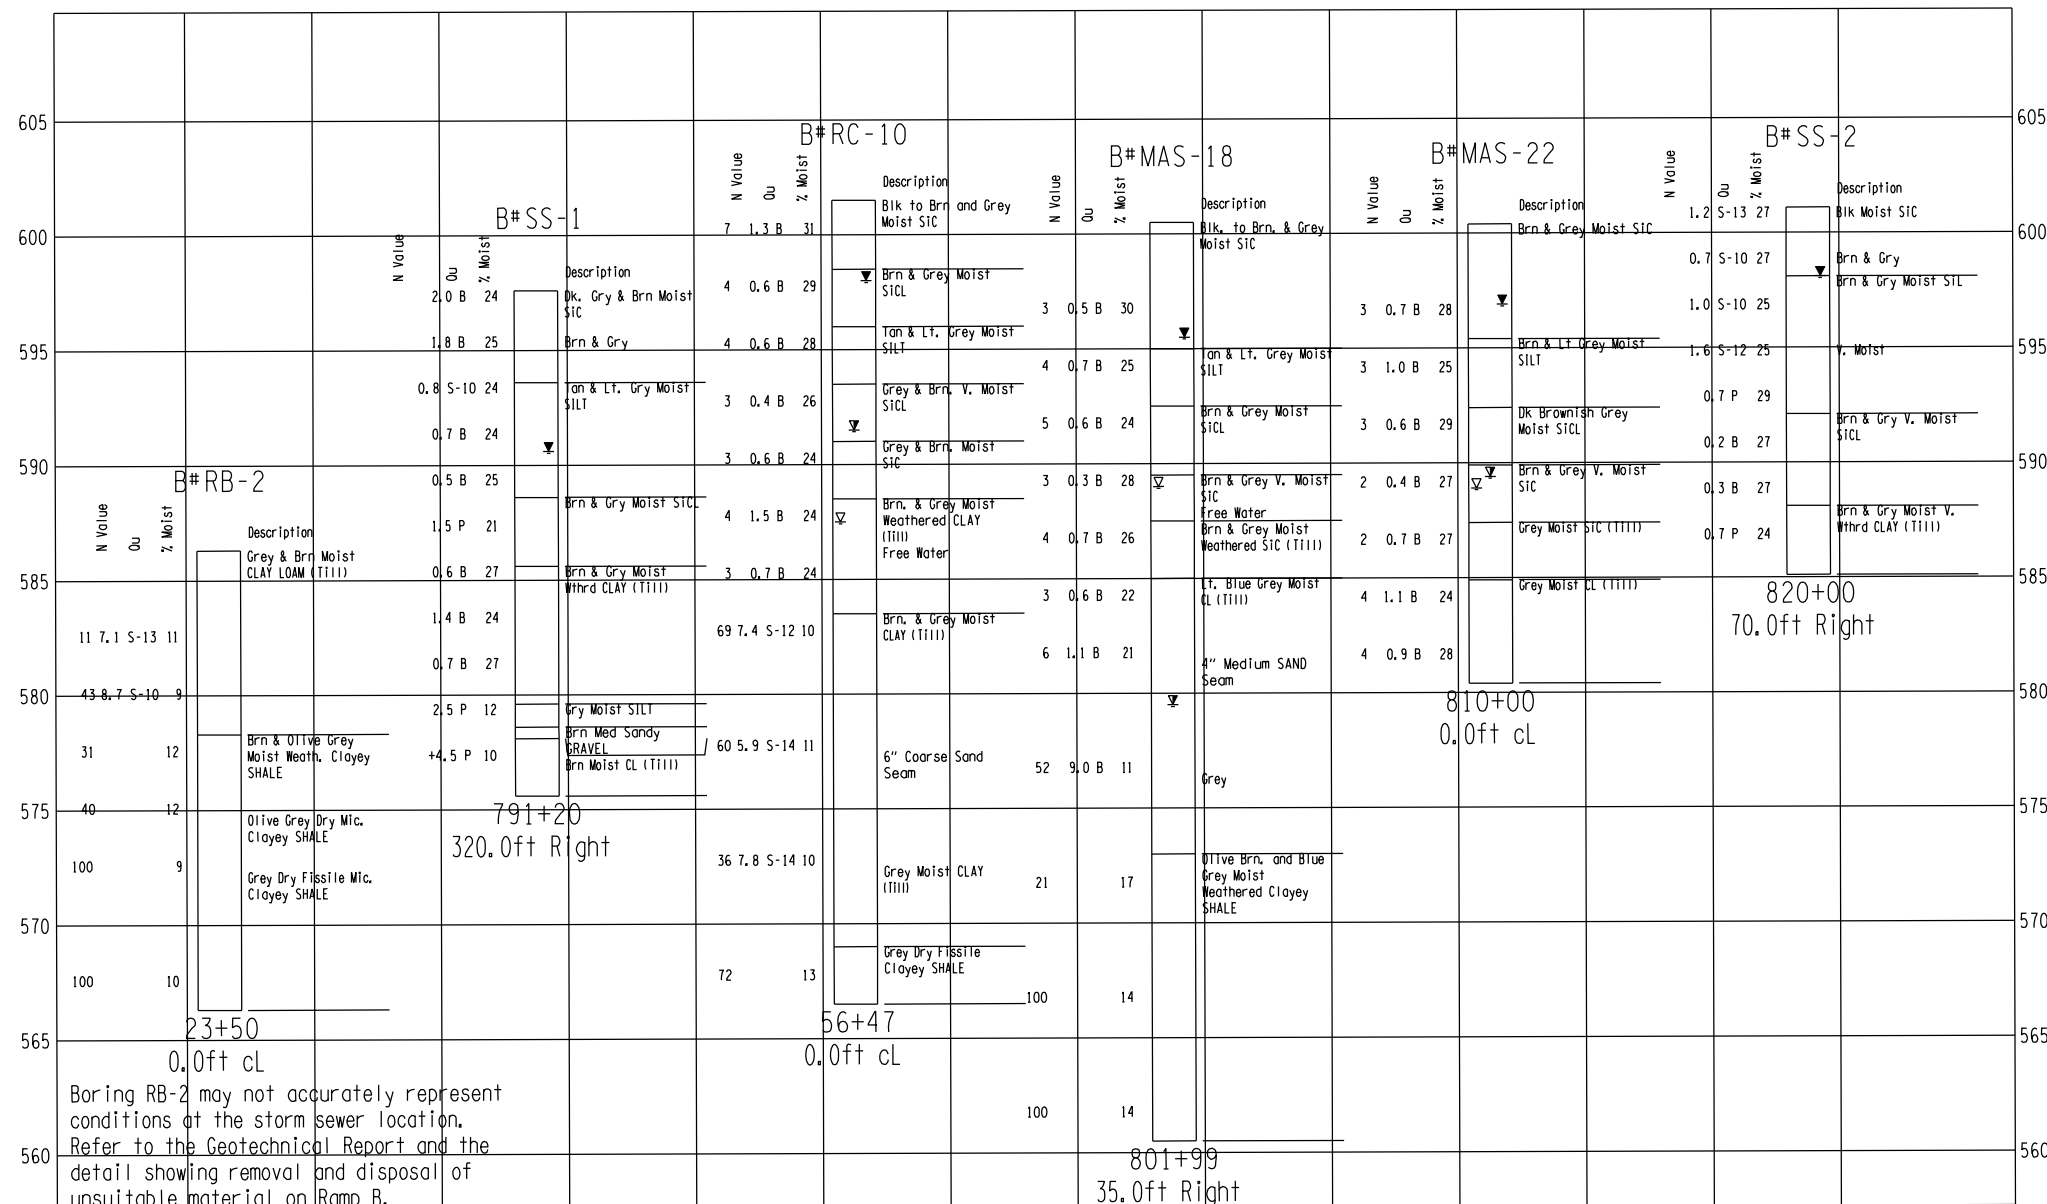 605
600
595
590
585
580
575
570
565
560
B#RB-2
N Value
Qu
% Moist
Description
Grey & Brn Moist
CLAY LOAM (Till)
11 7.1 S-13 11
43 8.7 S-10 9
31 12
Brn & Olive Grey
Moist Weath. Clayey
SHALE
40 12
Olive Grey Dry Mic.
Clayey SHALE
100 9
Grey Dry Fissile Mic.
Clayey SHALE
100 10
23+50
0.0ft cL
Boring RB-2 may not accurately represent
conditions at the storm sewer location.
Refer to the Geotechnical Report and the
detail showing removal and disposal of
unsuitable material on Ramp B.
B#SS-1
N Value
Qu
% Moist
Description
2.0 B 24
Dk. Gry & Brn Moist
SiC
1.8 B 25
Brn & Gry
0.8 S-10 24
Tan & Lt. Gry Moist
SILT
0.7 B 24
0.5 B 25
Brn & Gry Moist SiCL
1.5 P 21
0.6 B 27
Brn & Gry Moist
Wthrd CLAY (Till)
1.4 B 24
0.7 B 27
2.5 P 12
Gry Moist SILT
Brn Med Sandy
GRAVEL
+4.5 P 10
Brn Moist CL (Till)
791+20
320.0ft Right
B#RC-10
N Value
Qu
% Moist
Description
Blk to Brn and Grey
Moist SiC
7 1.3 B 31
Brn & Grey Moist
SiCL
4 0.6 B 29
Tan & Lt. Grey Moist
SILT
4 0.6 B 28
Grey & Brn. V. Moist
SiCL
3 0.4 B 26
Grey & Brn. Moist
SiC
3 0.6 B 24
Brn. & Grey Moist
Weathered CLAY
(Till)
Free Water
4 1.5 B 24
3 0.7 B 24
Brn. & Grey Moist
CLAY (Till)
69 7.4 S-12 10
60 5.9 S-14 11
6" Coarse Sand
Seam
36 7.8 S-14 10
Grey Moist CLAY
(Till)
Grey Dry Fissile
Clayey SHALE
72 13
56+47
0.0ft cL
B#MAS-18
N Value
Qu
% Moist
Description
Blk. to Brn. & Grey
Moist SiC
3 0.5 B 30
Tan & Lt. Grey Moist
SILT
4 0.7 B 25
Brn & Grey Moist
SiCL
5 0.6 B 24
Brn & Grey V. Moist
SiC
Free Water
3 0.3 B 28
Brn & Grey Moist
Weathered SiC (Till)
4 0.7 B 26
Lt. Blue Grey Moist
CL (Till)
3 0.6 B 22
6 1.1 B 21
4" Medium SAND
Seam
52 9.0 B 11
Grey
Olive Brn. and Blue
Grey Moist
Weathered Clayey
SHALE
21 17
100 14
100 14
801+99
35.0ft Right
B#MAS-22
N Value
Qu
% Moist
Description
Brn & Grey Moist SiC
3 0.7 B 28
Brn & Lt Grey Moist
SILT
3 1.0 B 25
Dk Brownish Grey
Moist SiCL
3 0.6 B 29
Brn & Grey V. Moist
SiC
2 0.4 B 27
Grey Moist SiC (Till)
2 0.7 B 27
Grey Moist CL (Till)
4 1.1 B 24
4 0.9 B 28
810+00
0.0ft cL
B#SS-2
N Value
Qu
% Moist
Description
1.2 S-13 27
Blk Moist SiC
0.7 S-10 27
Brn & Gry
Brn & Gry Moist SiL
1.0 S-10 25
1.6 S-12 25
V. Moist
0.7 P 29
Brn & Gry V. Moist
SiCL
0.2 B 27
0.3 B 27
Brn & Gry Moist V.
Wthrd CLAY (Till)
0.7 P 24
820+00
70.0ft Right
605
600
595
590
585
580
575
570
565
560